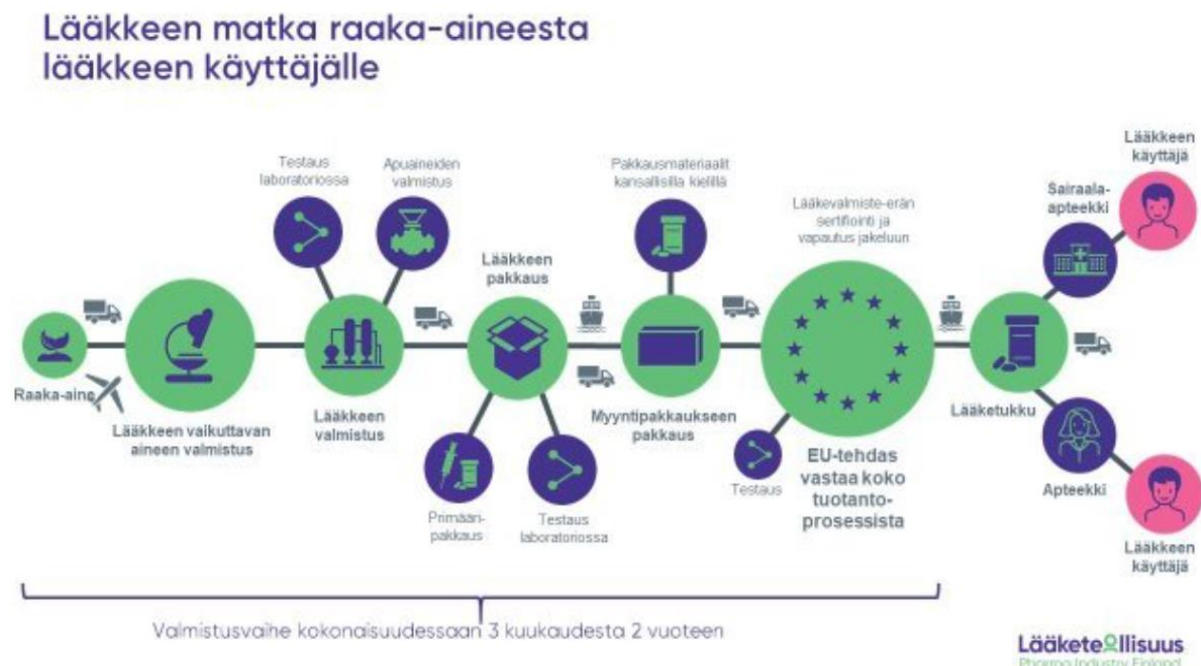 Lääkkeen matka raaka-aineesta
lääkkeen käyttäjälle
Testaus
laboratoriossa
Apuaineiden
valmistus
Lääkkeen
pakkaus
Pakkausmateriaalit
kansallisilla kielillä
Lääkevalmiste-erän
sertifiointi ja
vapautus jakeluun
Sairaala-
apteekki
Lääkkeen
käyttäjä
Raaka-aine
Lääkkeen vaikuttavan
aineen valmistus
Lääkkeen
valmistus
Primääri-
pakkaus
Testaus
laboratoriossa
Myyntipakkaukseen
pakkaus
Testaus
EU-tehdas
vastaa koko
tuotanto-
prosessista
Lääketukku
Apteekki
Lääkkeen
käyttäjä
Valmistusvaihe kokonaisuudessaan 3 kuukaudesta 2 vuoteen
Lääketeollisuus
Pharma Industry Finland